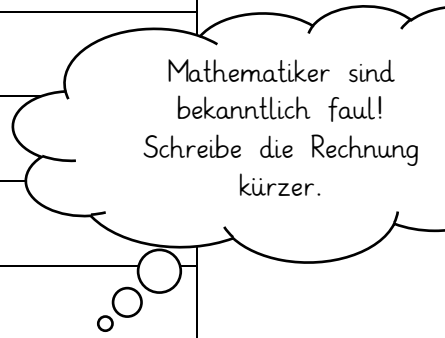 Mathematiker sind
bekanntlich faul!
Schreibe die Rechnung
kürzer.